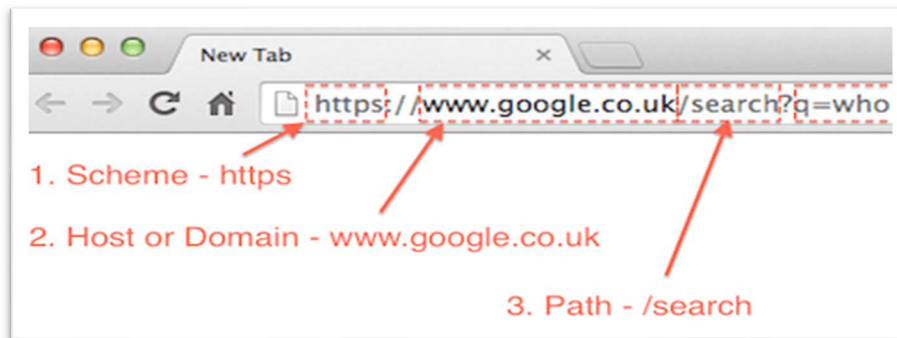 New Tab
https://www.google.co.uk/search?q=who
1. Scheme - https
2. Host or Domain - www.google.co.uk
3. Path - /search